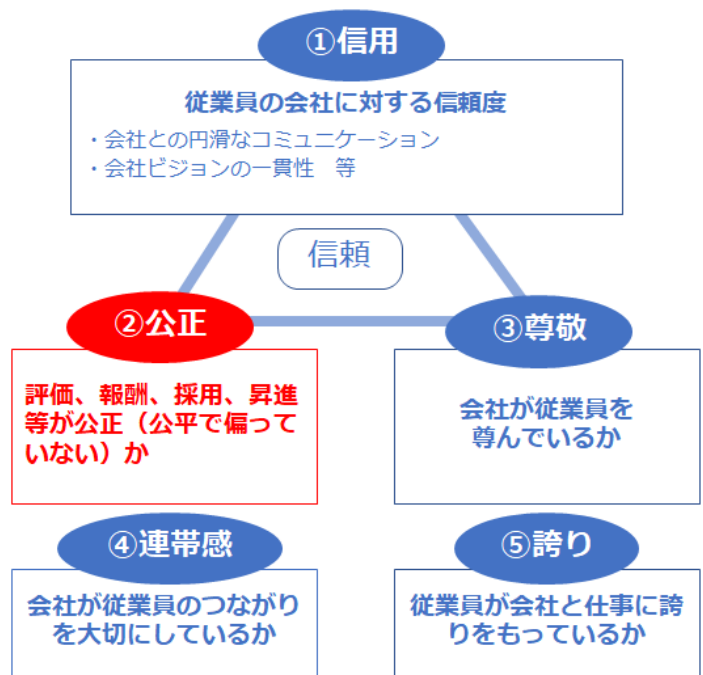 ①信用
従業員の会社に対する信頼度
・会社との円滑なコミュニケーション
・会社ビジョンの一貫性　等
信頼
②公正
評価、報酬、採用、昇進
等が公正（公平で偏って
いない）か
③尊敬
会社が従業員を
尊んでいるか
④連帯感
会社が従業員のつながり
を大切にしているか
⑤誇り
従業員が会社と仕事に誇
りをもっているか